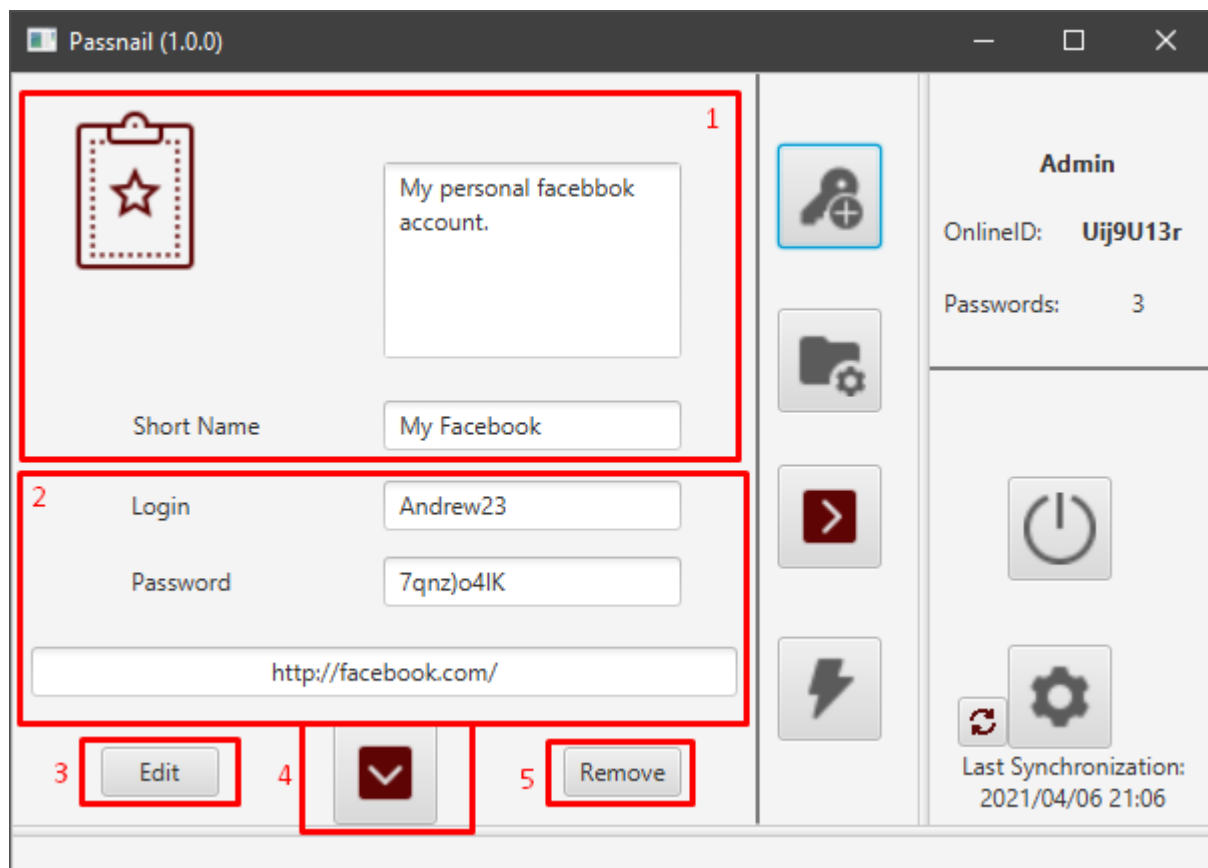 Passnail (1.0.0)
1
My personal facebbok
account.
Short Name
My Facebook
2
Login
Andrew23
Password
7qnz)o4lK
http://facebook.com/
3
Edit
4
5
Remove
Admin
OnlineID:
Uij9U13r
Passwords:
3
Last Synchronization:
2021/04/06 21:06